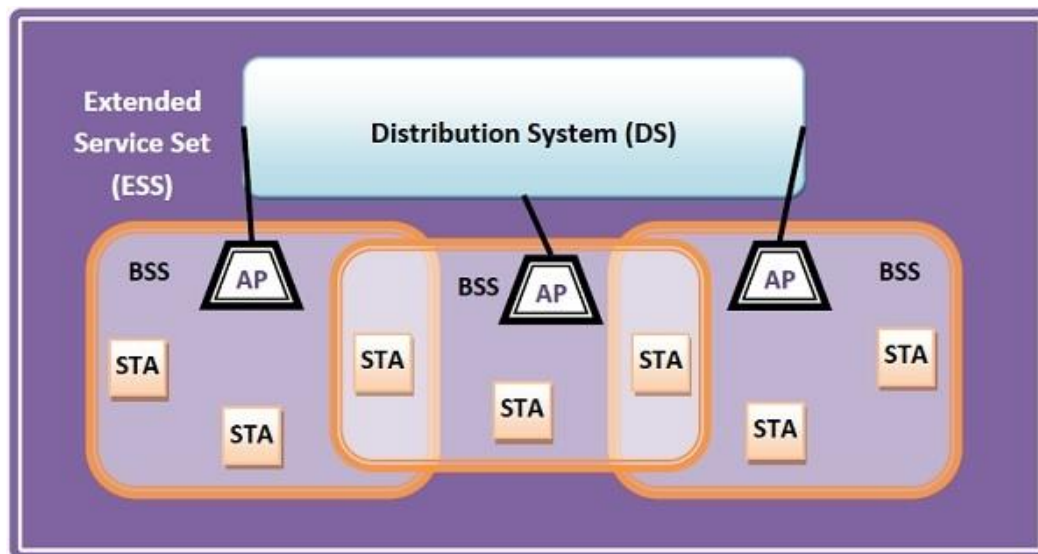 Extended
Service Set
(ESS)
Distribution System (DS)
BSS
AP
BSS
AP
AP
BSS
STA
STA
STA
STA
STA
STA
STA